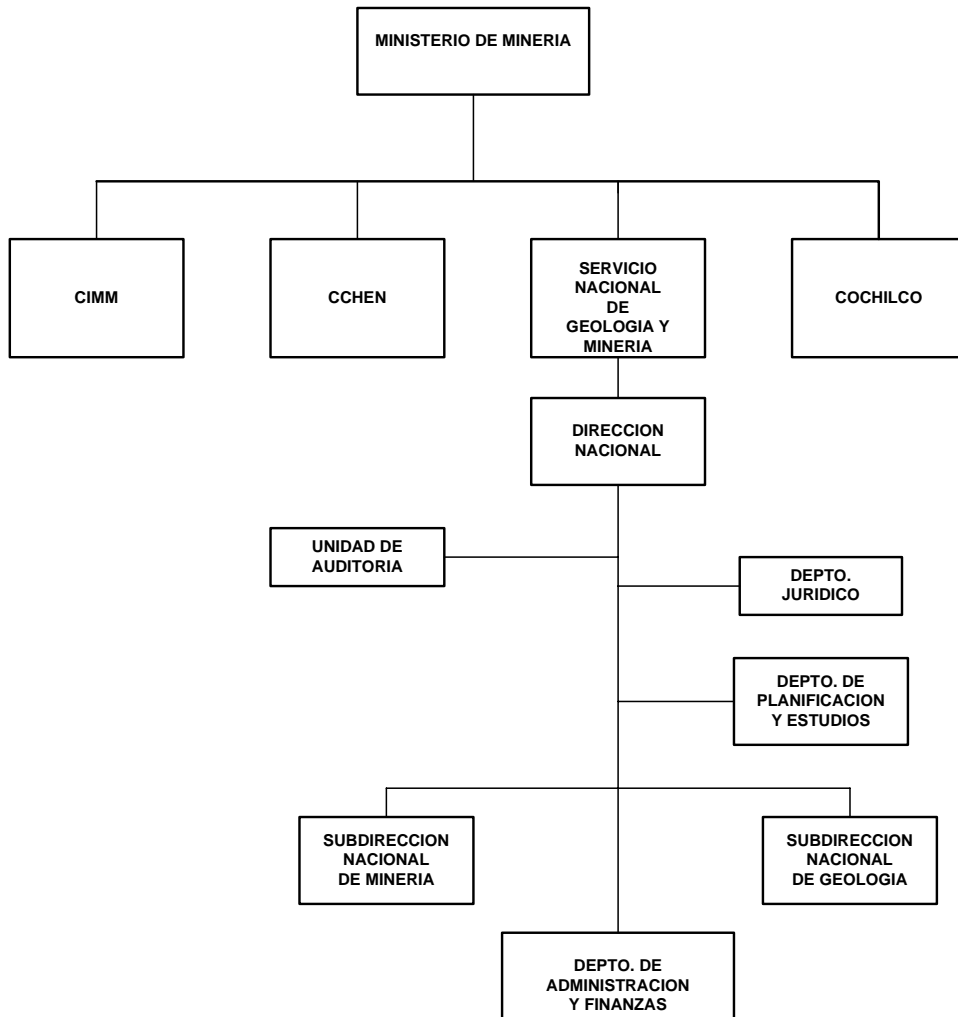 MINISTERIO DE MINERIA
CIMM
CCHEN
SERVICIO
NACIONAL
DE
GEOLOGIA Y
MINERIA
COCHILCO
DIRECCION
NACIONAL
UNIDAD DE
AUDITORIA
DEPTO.
JURIDICO
DEPTO. DE
PLANIFICACION
Y ESTUDIOS
SUBDIRECCION
NACIONAL
DE MINERIA
SUBDIRECCION
NACIONAL
DE GEOLOGIA
DEPTO. DE
ADMINISTRACION
Y FINANZAS